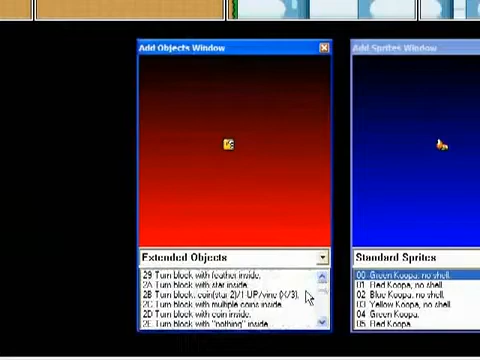 Add Objects Window
Add Sprites Window
Extended Objects
Standard Sprites
29 Turn block with feather inside.
2A Turn block with star inside.
2B Turn block, coin(star 2)/1-UP/vine (X/3).
2C Turn block with multiple coins inside.
2D Turn block with coin inside.
2E Turn block with "nothing" inside.
00 Green Koopa, no shell.
01 Red Koopa, no shell.
02 Blue Koopa, no shell.
03 Yellow Koopa, no shell.
04 Green Koopa.
05 Red Koopa.